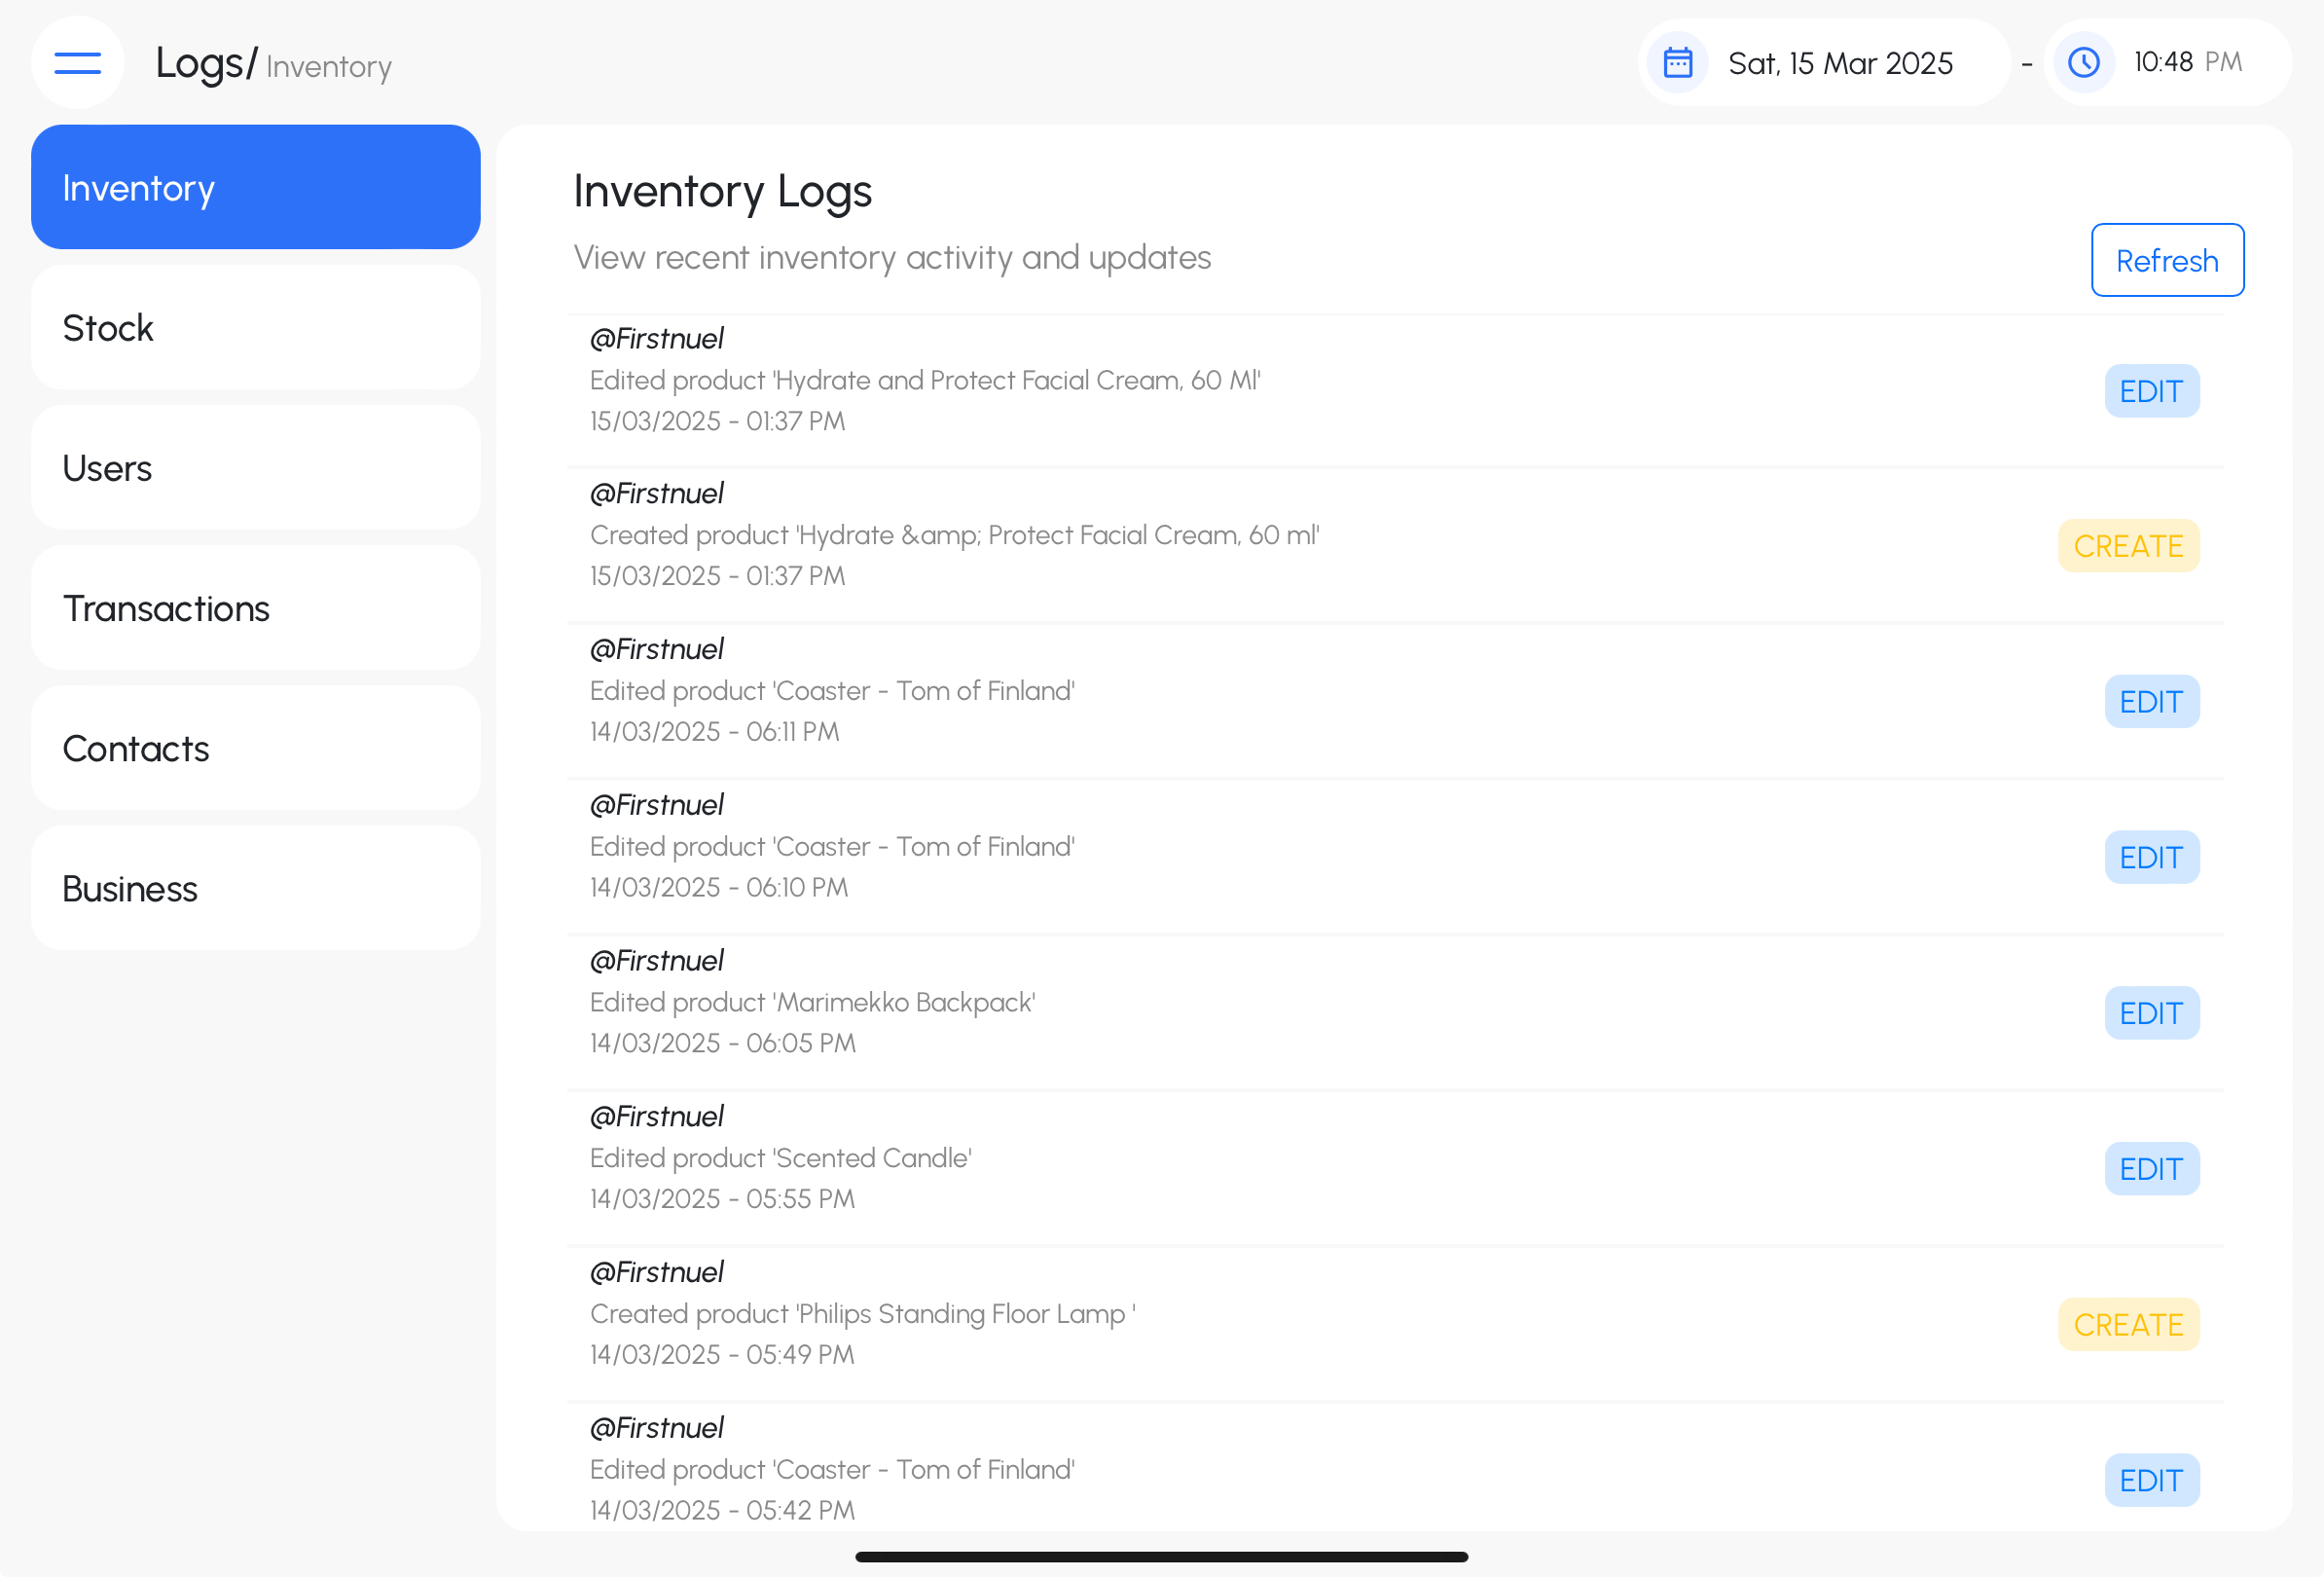 Logs/ Inventory
Sat, 15 Mar 2025 - 10:48 PM
Inventory
Stock
Users
Transactions
Contacts
Business
Inventory Logs
View recent inventory activity and updates
Refresh
@Firstnuel
Edited product 'Hydrate and Protect Facial Cream, 60 Ml'
15/03/2025 - 01:37 PM
EDIT
@Firstnuel
Created product 'Hydrate &amp; Protect Facial Cream, 60 ml'
15/03/2025 - 01:37 PM
CREATE
@Firstnuel
Edited product 'Coaster - Tom of Finland'
14/03/2025 - 06:11 PM
EDIT
@Firstnuel
Edited product 'Coaster - Tom of Finland'
14/03/2025 - 06:10 PM
EDIT
@Firstnuel
Edited product 'Marimekko Backpack'
14/03/2025 - 06:05 PM
EDIT
@Firstnuel
Edited product 'Scented Candle'
14/03/2025 - 05:55 PM
EDIT
@Firstnuel
Created product 'Philips Standing Floor Lamp '
14/03/2025 - 05:49 PM
CREATE
@Firstnuel
Edited product 'Coaster - Tom of Finland'
14/03/2025 - 05:42 PM
EDIT